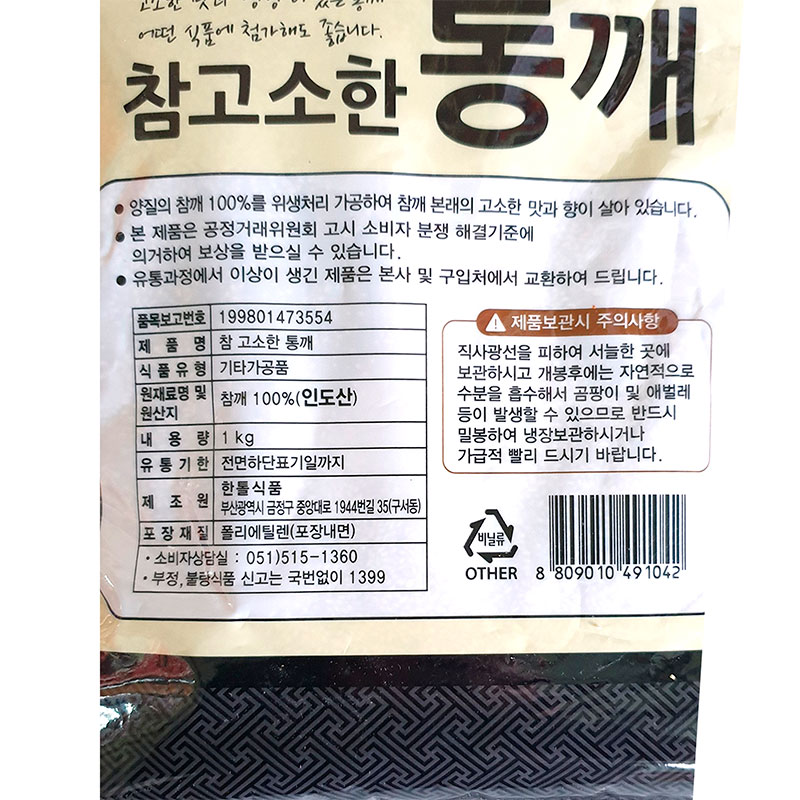 어떤 식품에 첨가해도 좋습니다.
참고소한 통깨
• 양질의 참깨 100%를 위생처리 가공하여 참깨 본래의 고소한 맛과 향이 살아 있습니다.
• 본 제품은 공정거래위원회 고시 소비자 분쟁 해결기준에
의거하여 보상을 받으실 수 있습니다.
• 유통과정에서 이상이 생긴 제품은 본사 및 구입처에서 교환하여 드립니다.
품목보고번호 199801473554
제 품 명 참 고소한 통깨
식품유형 기타가공품
원재료명 및
원산지 참깨 100%(인도산)
내 용 량 1kg
유통기한 전면하단표기일까지
제 조 원 한톨식품
부산광역시 금정구 중앙대로 1944번길 35(구서동)
포장재질 폴리에틸렌(포장내면)
• 소비자상담실 : 051)515-1360
• 부정,불량식품 신고는 국번없이 1399
제품보관시 주의사항
직사광선을 피하여 서늘한 곳에
보관하시고 개봉후에는 자연적으로
수분을 흡수해서 곰팡이 및 애벌레
등이 발생할 수 있으므로 반드시
밀봉하여 냉장보관하시거나
가급적 빨리 드시기 바랍니다.
비닐류
OTHER
8 809010 491042